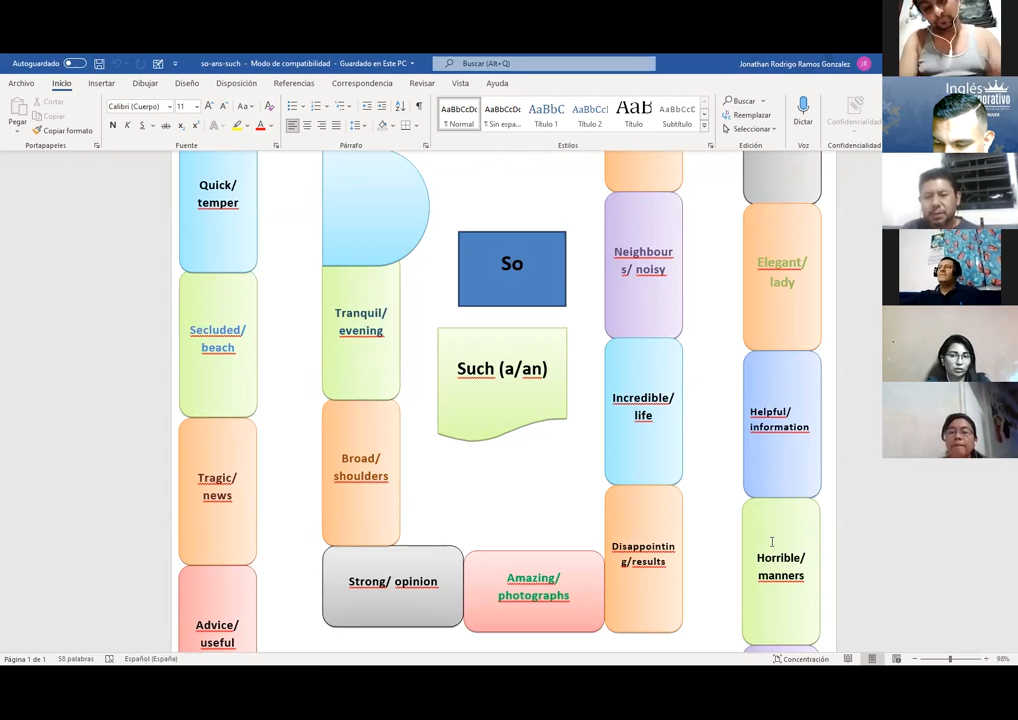 Autoguardado
so-ans-such - Modo de compatibilidad - Guardado en Este PC
Buscar (Alt+Q)
Jonathan Rodrigo Ramos Gonzalez
JR
Archivo Inicio Insertar Dibujar Diseño Disposición Referencias Correspondencia Revisar Vista Ayuda
Pegar
Cortar
Copiar
Copiar formato
Portapapeles
Calibri (Cuerpo) 11
N K S
Fuente
Párrafo
AaBbCcDc
¶ Normal
AaBbCcDc
¶ Sin espa...
AaBbC
Título 1
AaBbCcl
Título 2
AaB
Título
AaBbCcD
Subtítulo
Estilos
Buscar
Reemplazar
Seleccionar
Edición
Dictar
Voz
Confidencialidad
Confidencialidad
Inglés
Quick/
temper
Secluded/
beach
Tragic/
news
Advice/
useful
Tranquil/
evening
Broad/
shoulders
Strong/ opinion
Amazing/
photographs
So
Such (a/an)
Neighbour
s/ noisy
Incredible/
life
Disappointin
g/results
Elegant/
lady
Helpful/
information
Horrible/
manners
Página 1 de 1
58 palabras
Español (España)
Concentración
98%